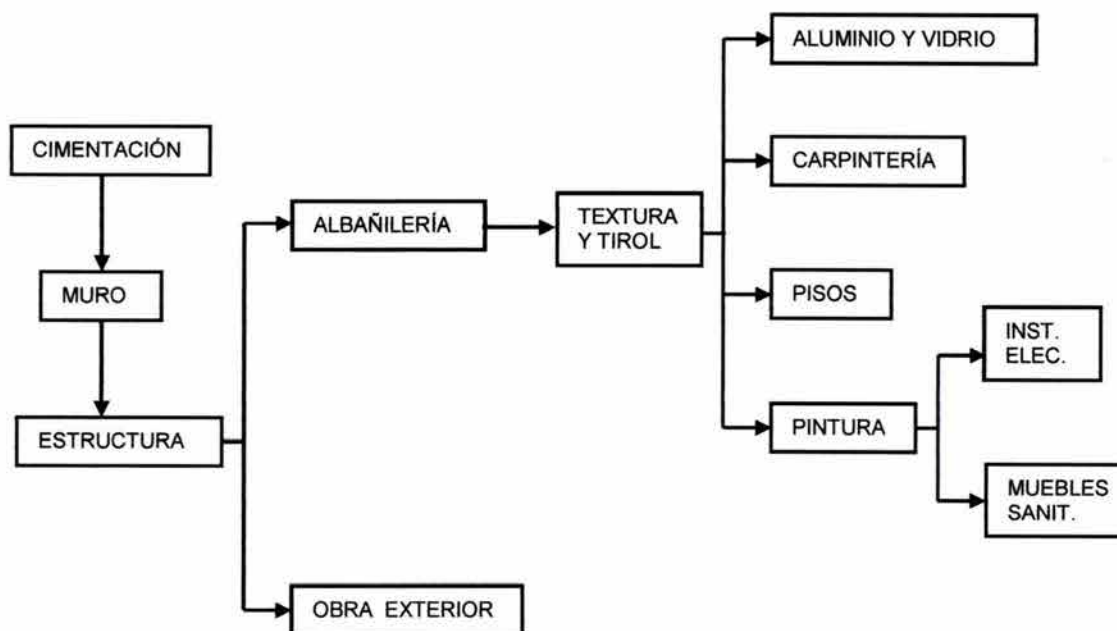 ALUMINIO Y VIDRIO
CIMENTACIÓN
CARPINTERÍA
ALBAÑILERÍA
TEXTURA
Y TIROL
MURO
PISOS
INST.
ELEC.
ESTRUCTURA
PINTURA
MUEBLES
SANIT.
OBRA EXTERIOR